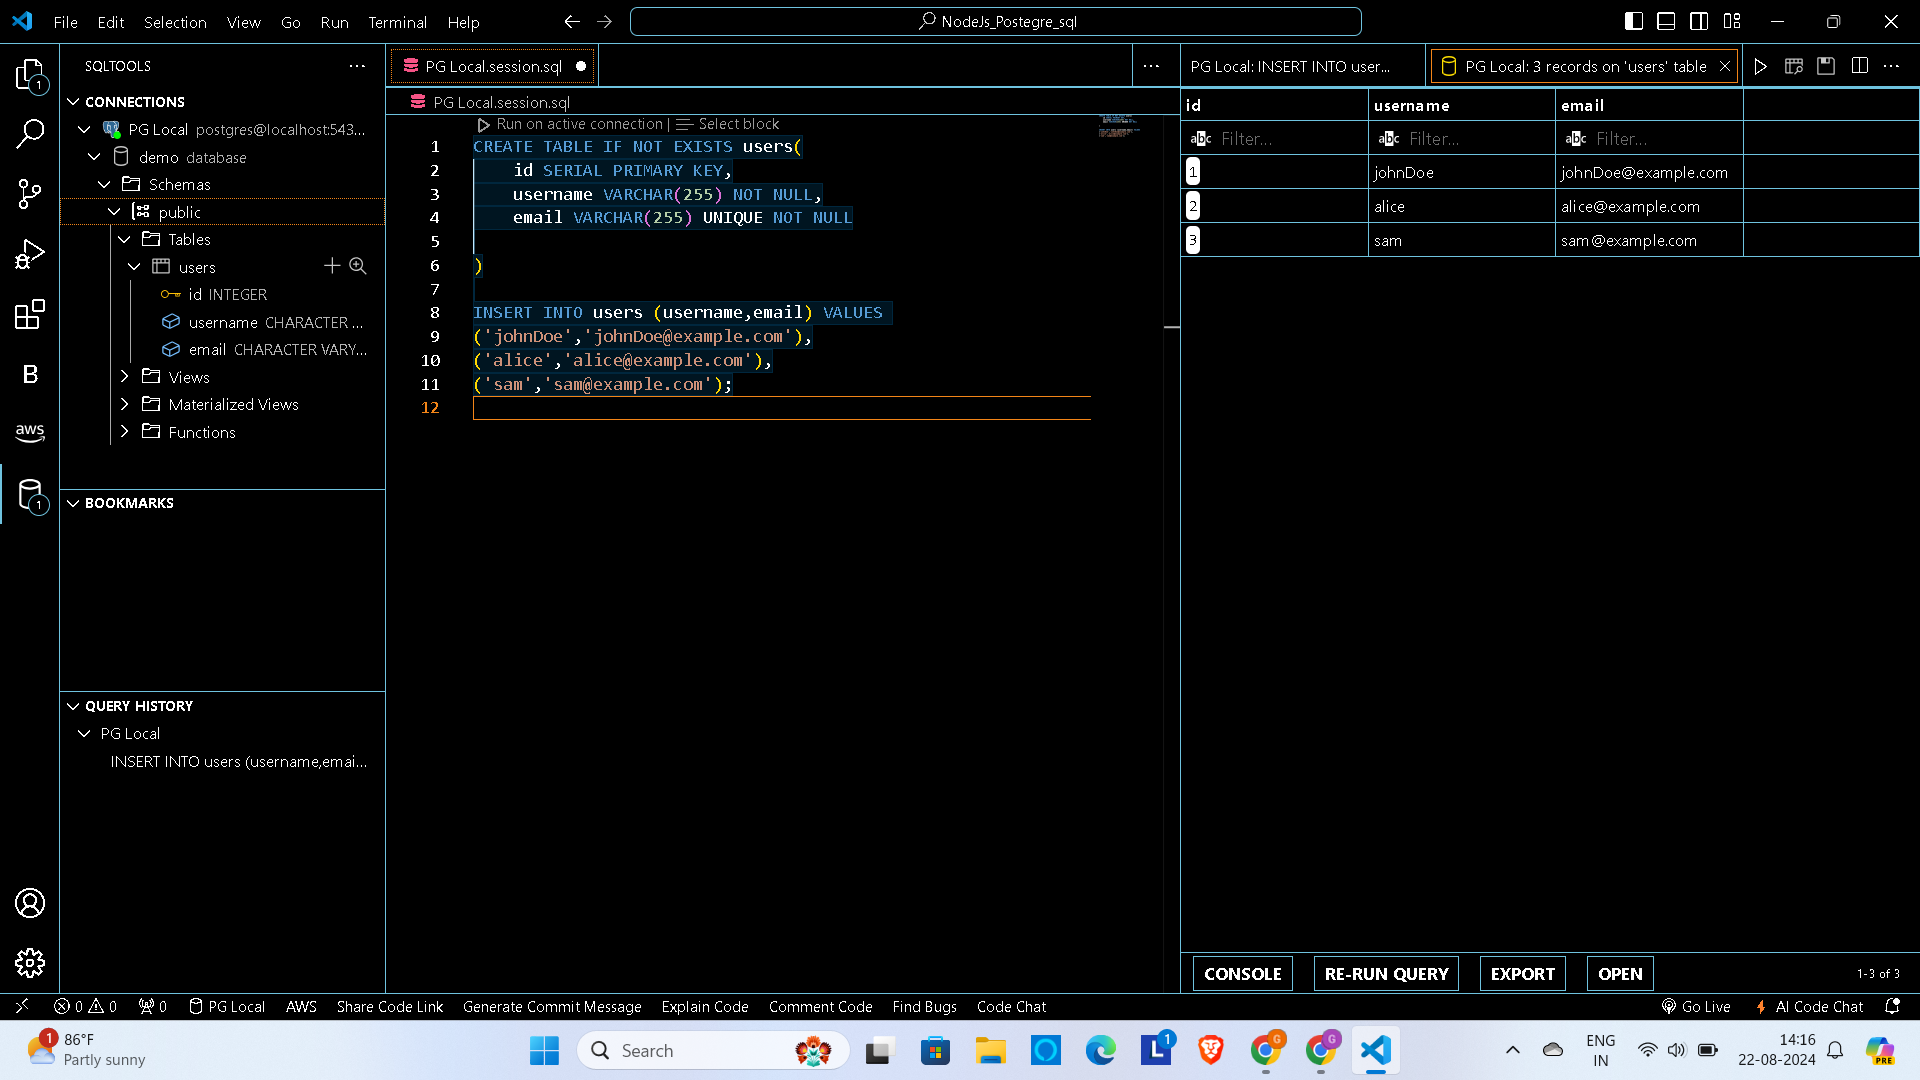 File Edit Selection View Go Run Terminal Help
NodeJs_Postegre_sql
SQLTOOLS
CONNECTIONS
PG Local postgres@localhost:543...
demo database
Schemas
public
Tables
users
id INTEGER
username CHARACTER ...
email CHARACTER VARY...
Views
Materialized Views
Functions
BOOKMARKS
QUERY HISTORY
PG Local
INSERT INTO users (username,emai...
1
1
B
aws
PG Local.session.sql
PG Local.session.sql
Run on active connection | Select block
1 CREATE TABLE IF NOT EXISTS users(
2 id SERIAL PRIMARY KEY,
3 username VARCHAR(255) NOT NULL,
4 email VARCHAR(255) UNIQUE NOT NULL
5
6 )
7
8 INSERT INTO users (username,email) VALUES
9 ('johnDoe','johnDoe@example.com'),
10 ('alice','alice@example.com'),
11 ('sam','sam@example.com');
12
PG Local: INSERT INTO user...
PG Local: 3 records on 'users' table
id username email
abc Filter... abc Filter... abc Filter...
1 johnDoe johnDoe@example.com
2 alice alice@example.com
3 sam sam@example.com
CONSOLE RE-RUN QUERY EXPORT OPEN 1-3 of 3
0 0 0 PG Local AWS Share Code Link Generate Commit Message Explain Code Comment Code Find Bugs Code Chat Go Live AI Code Chat
1
86°F
Partly sunny
Search
L
1
G
G
ENG
IN
14:16
22-08-2024
PRE